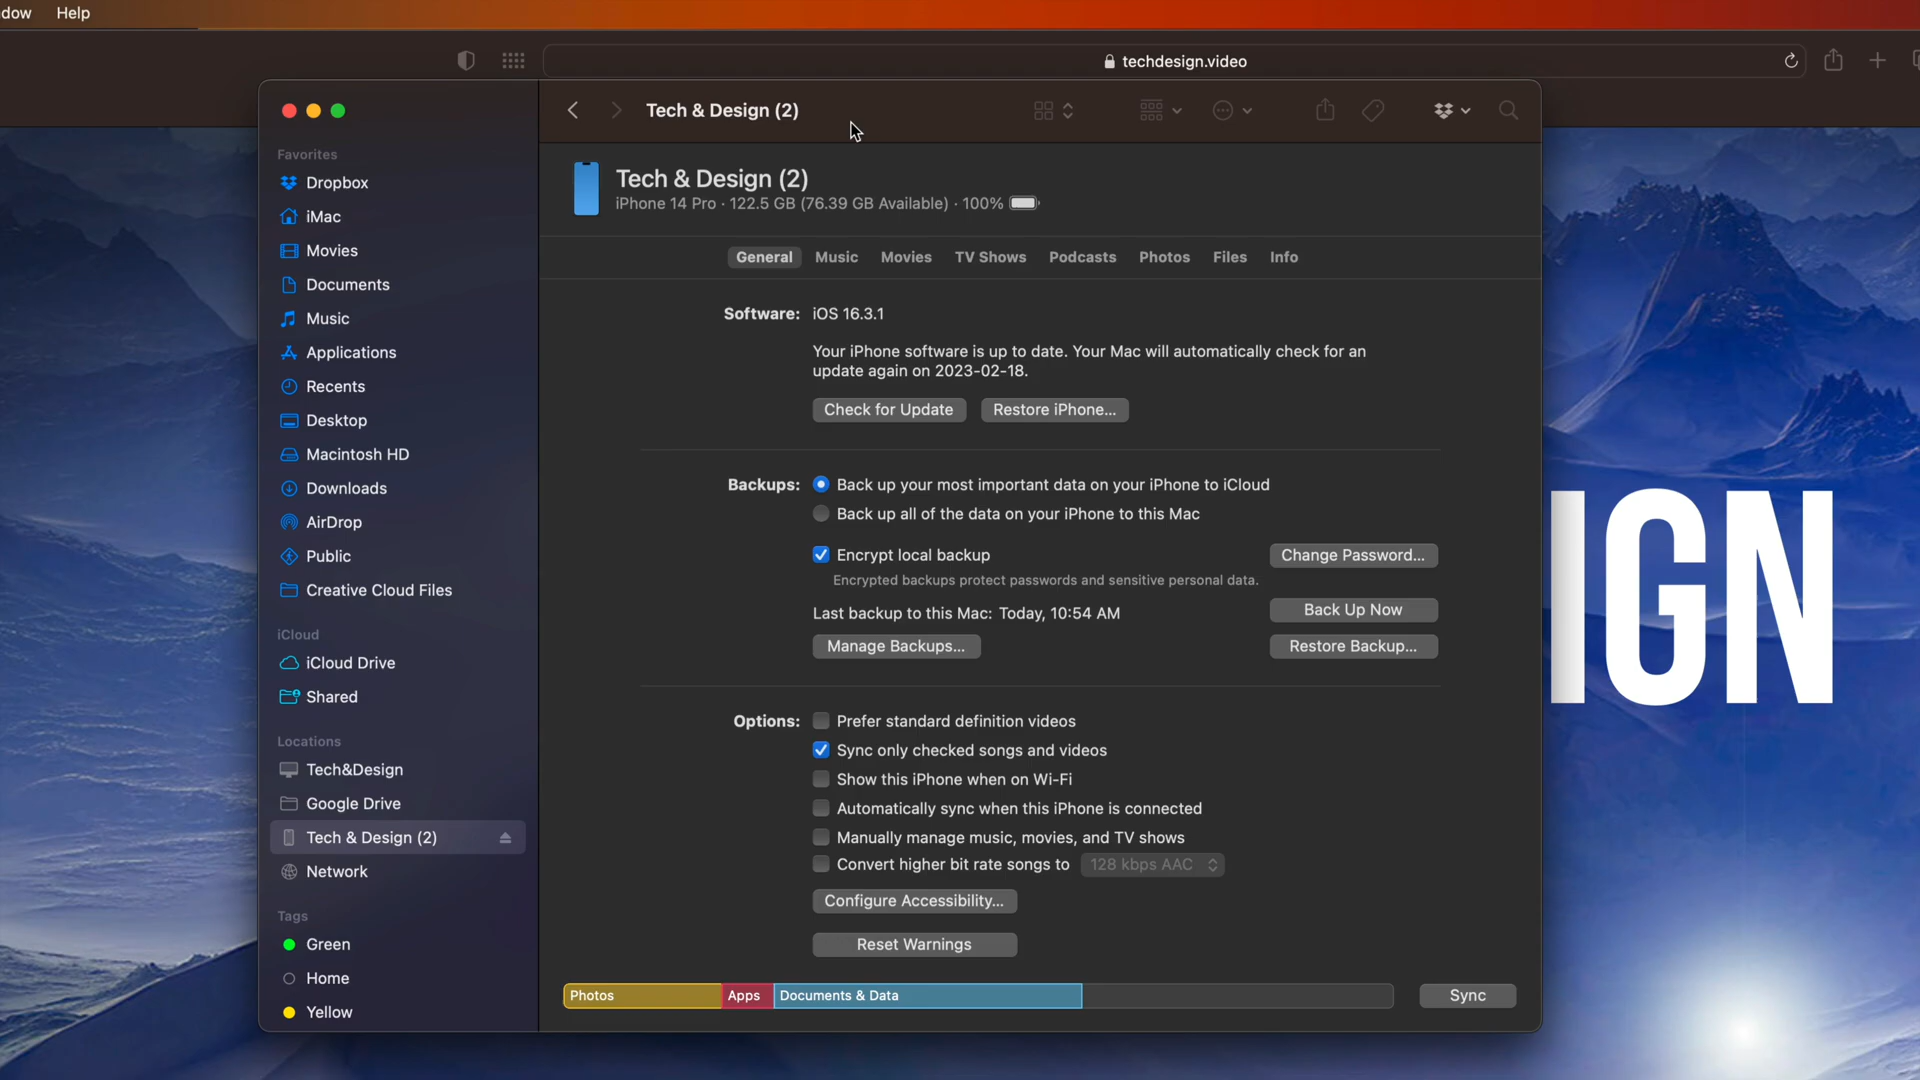 dow Help
techdesign.video
Tech & Design (2)
Favorites
Dropbox
iMac
Movies
Documents
Music
Applications
Recents
Desktop
Macintosh HD
Downloads
AirDrop
Public
Creative Cloud Files
iCloud
iCloud Drive
Shared
Locations
Tech&Design
Google Drive
Tech & Design (2)
Network
Tags
Green
Home
Yellow
Tech & Design (2)
iPhone 14 Pro · 122.5 GB (76.39 GB Available) · 100%
General Music Movies TV Shows Podcasts Photos Files Info
Software: iOS 16.3.1
Your iPhone software is up to date. Your Mac will automatically check for an
update again on 2023-02-18.
Check for Update Restore iPhone...
Backups: Back up your most important data on your iPhone to iCloud
Back up all of the data on your iPhone to this Mac
Encrypt local backup Change Password...
Encrypted backups protect passwords and sensitive personal data.
Last backup to this Mac: Today, 10:54 AM Back Up Now
Manage Backups... Restore Backup...
Options: Prefer standard definition videos
Sync only checked songs and videos
Show this iPhone when on Wi-Fi
Automatically sync when this iPhone is connected
Manually manage music, movies, and TV shows
Convert higher bit rate songs to 128 kbps AAC
Configure Accessibility...
Reset Warnings
Photos Apps Documents & Data Sync
IGN